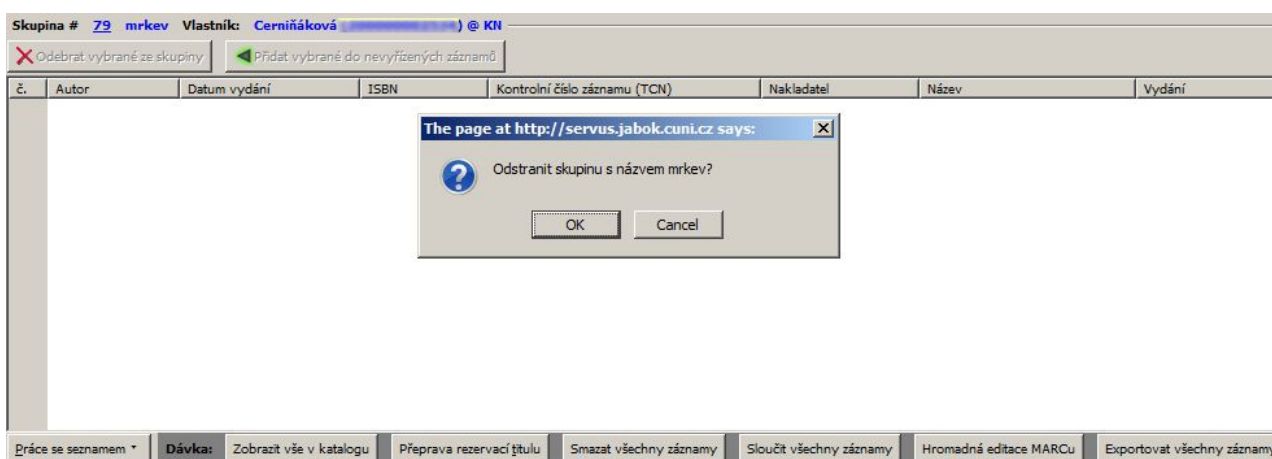 Skupina # 79 mrkev Vlastník: Cerniňáková ) @ KN
Odebrat vybrané ze skupiny Přidat vybrané do nevyřízených záznamů
č. Autor Datum vydání ISBN Kontrolní číslo záznamu (TCN) Nakladatel Název Vydání
The page at http://servus.jabok.cuni.cz says:
Odstranit skupinu s názvem mrkev?
OK Cancel
Práce se seznamem Dávka: Zobrazit vše v katalogu Přeprava rezervací titulu Smazat všechny záznamy Sloučit všechny záznamy Hromadná editace MARCu Exportovat všechny záznamy